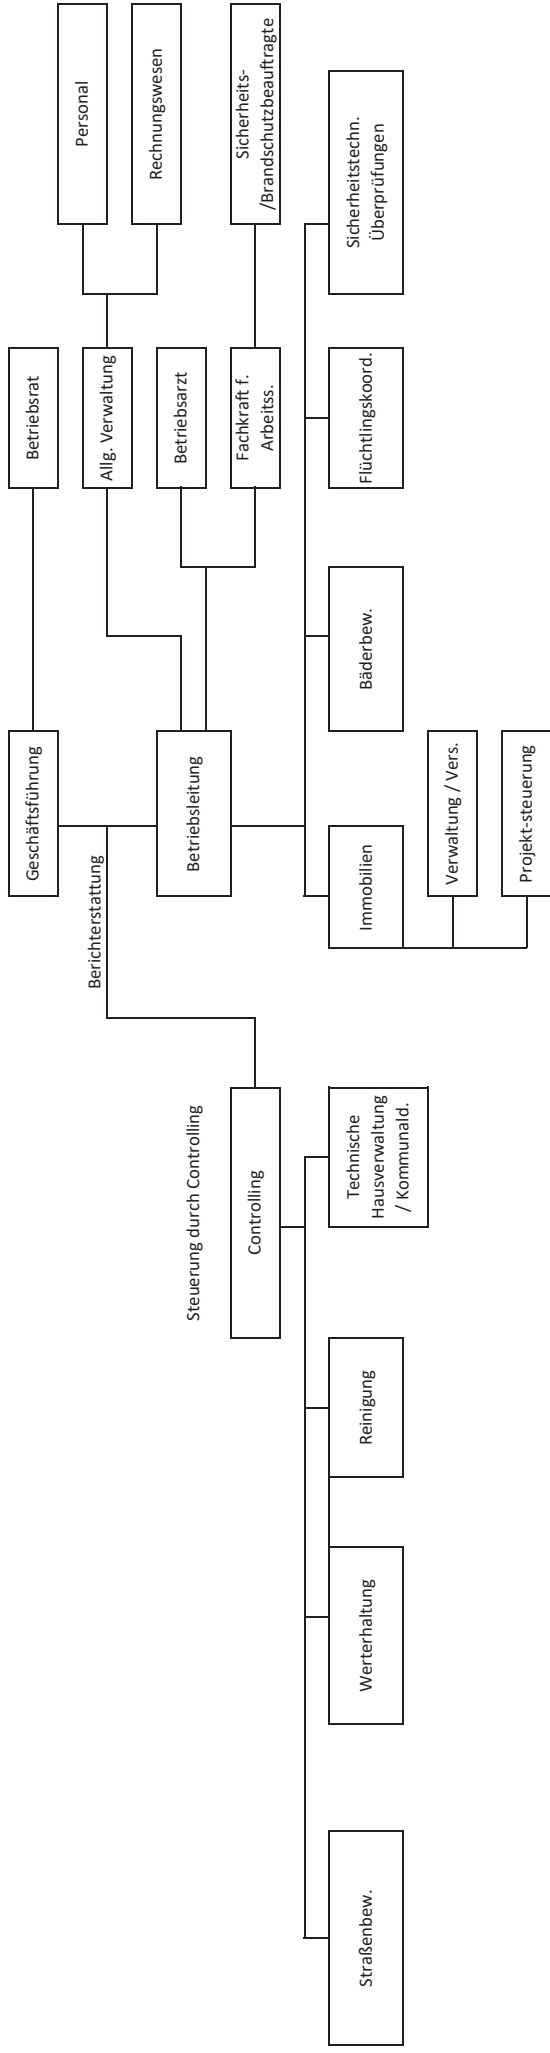 Geschäftsführung
Betriebsrat
Personal
Berichterstattung
Allg. Verwaltung
Rechnungswesen
Steuerung durch Controlling
Betriebsleitung
Betriebsarzt
Controlling
Fachkraft f.
Arbeitss.
Sicherheits-
/Brandschutzbeauftragte
Straßenbew.
Werterhaltung
Reinigung
Technische
Hausverwaltung
/ Kommunald.
Immobilien
Bäderbew.
Flüchtlingskoord.
Sicherheitstechn.
Überprüfungen
Verwaltung / Vers.
Projekt-steuerung